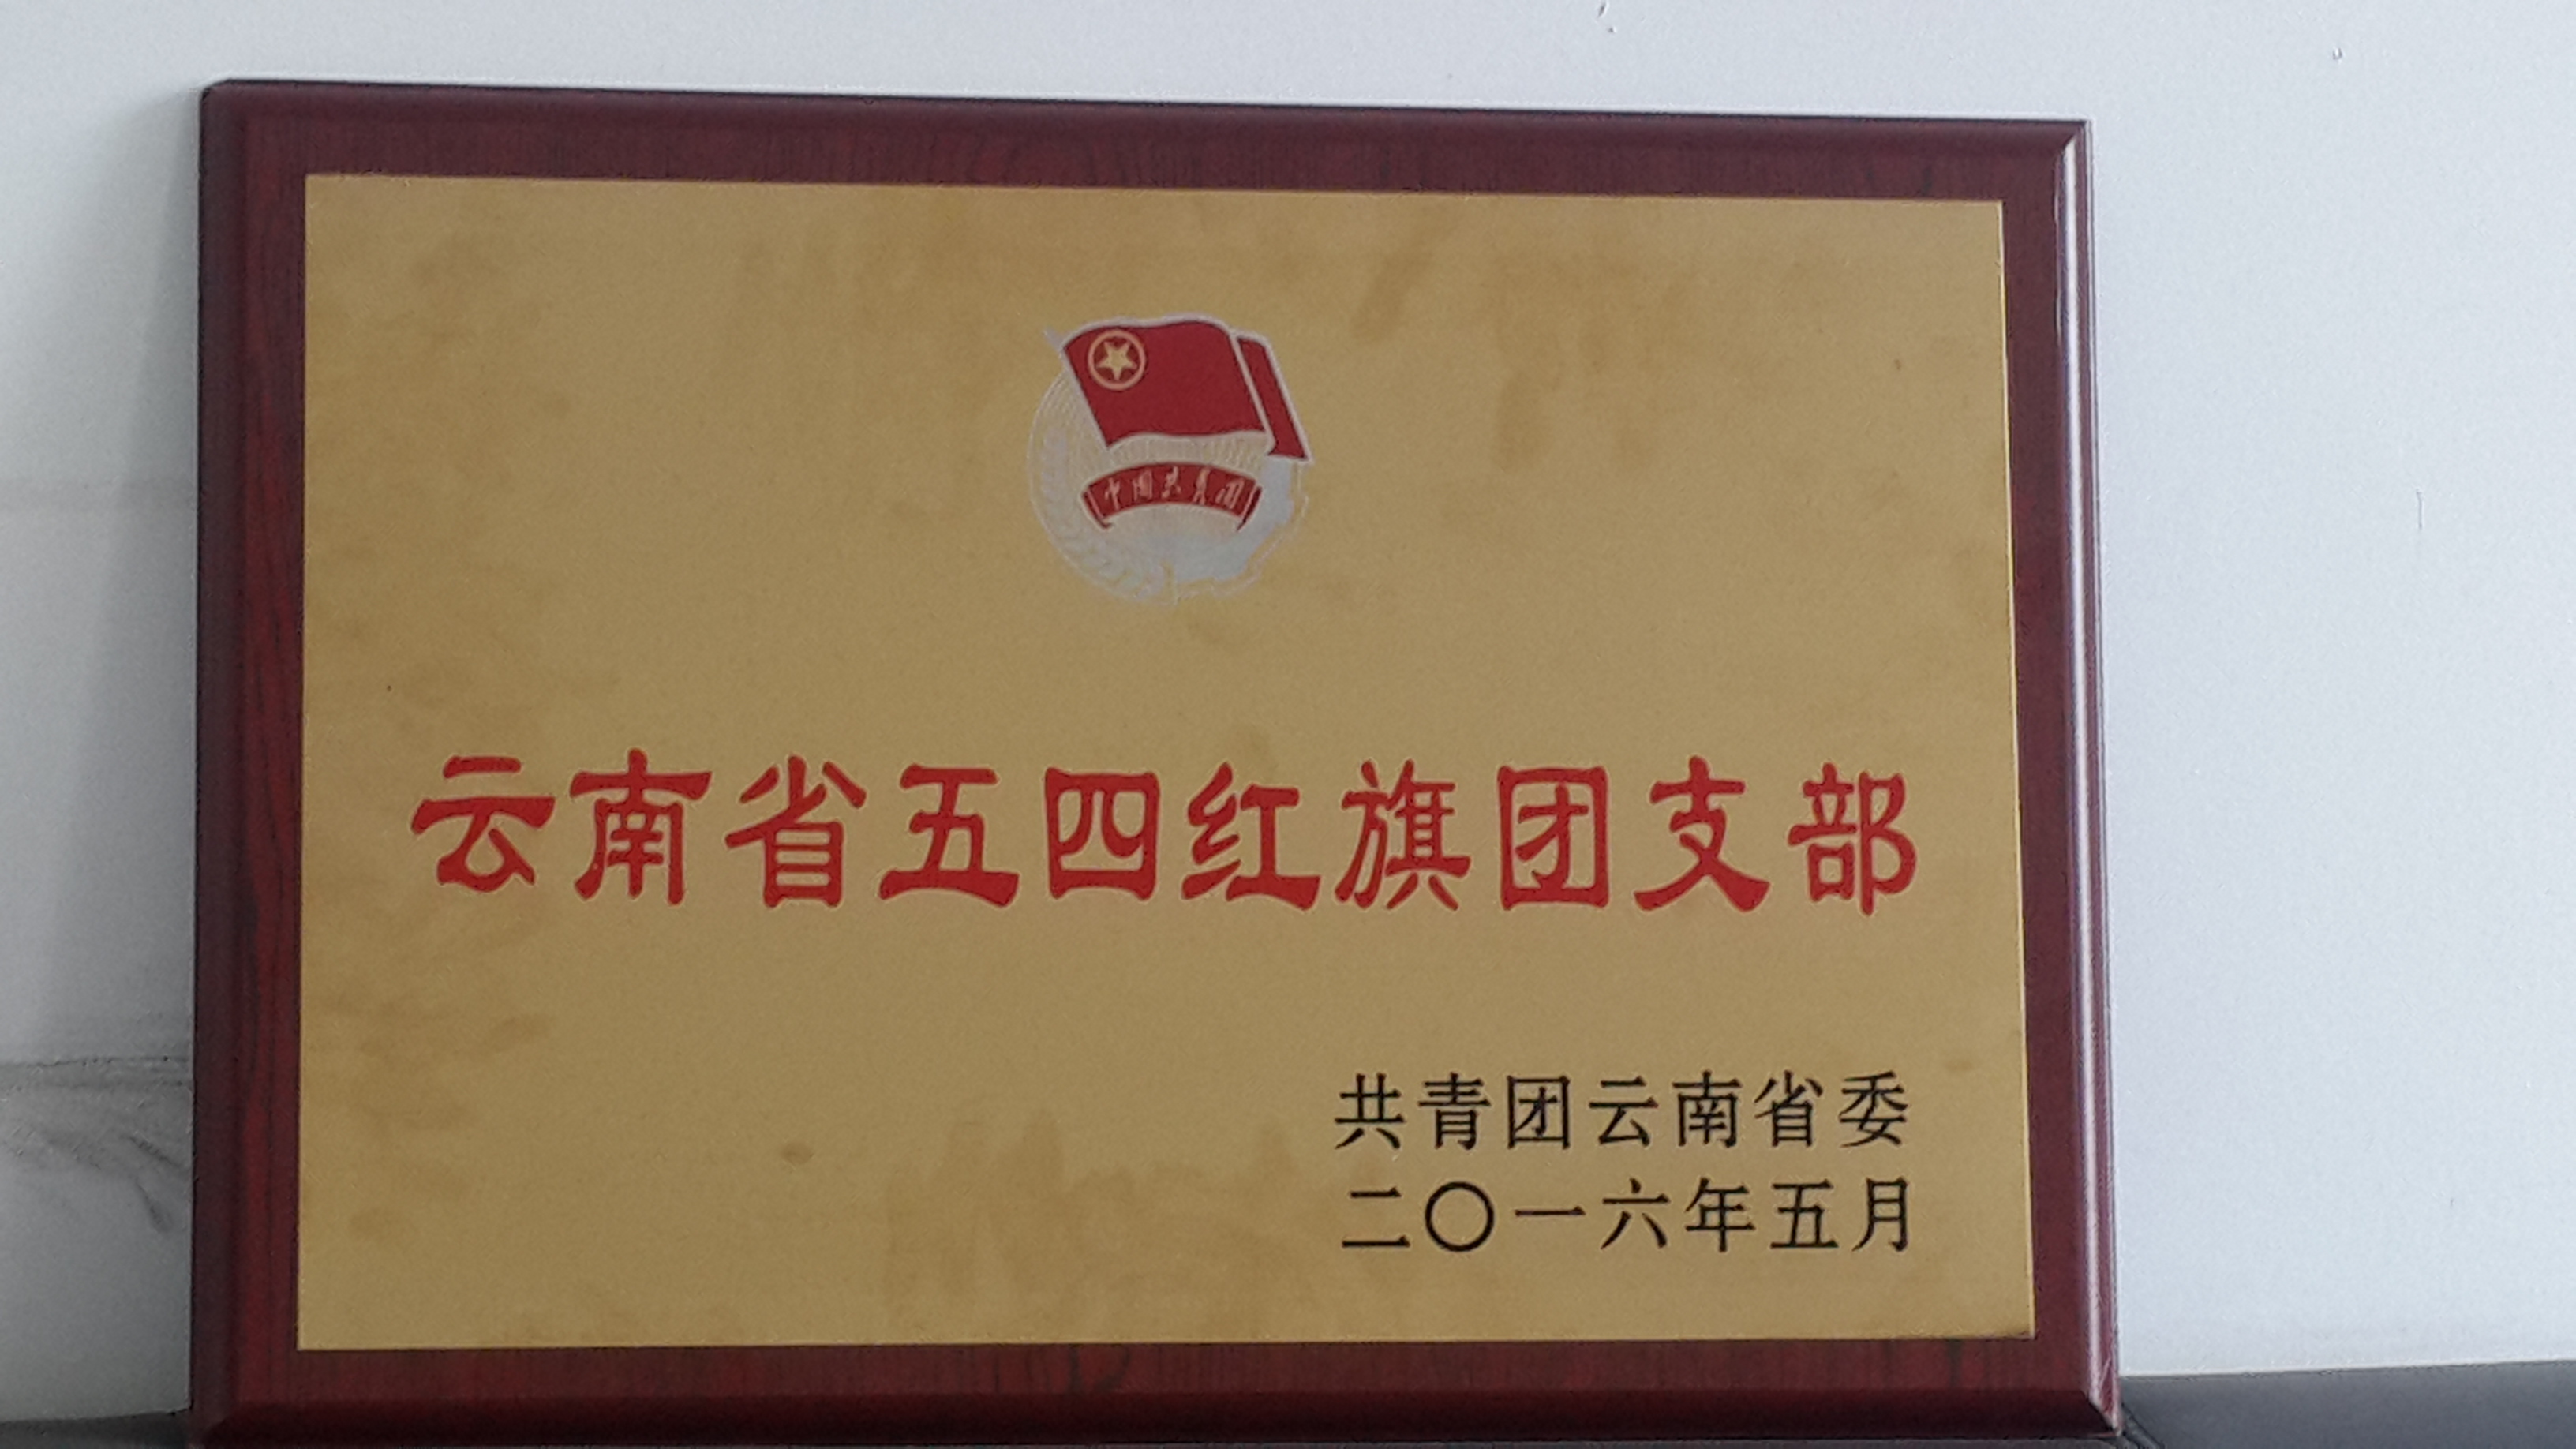 中国共青团
云南省五四红旗团支部
共青团云南省委
二〇一六年五月